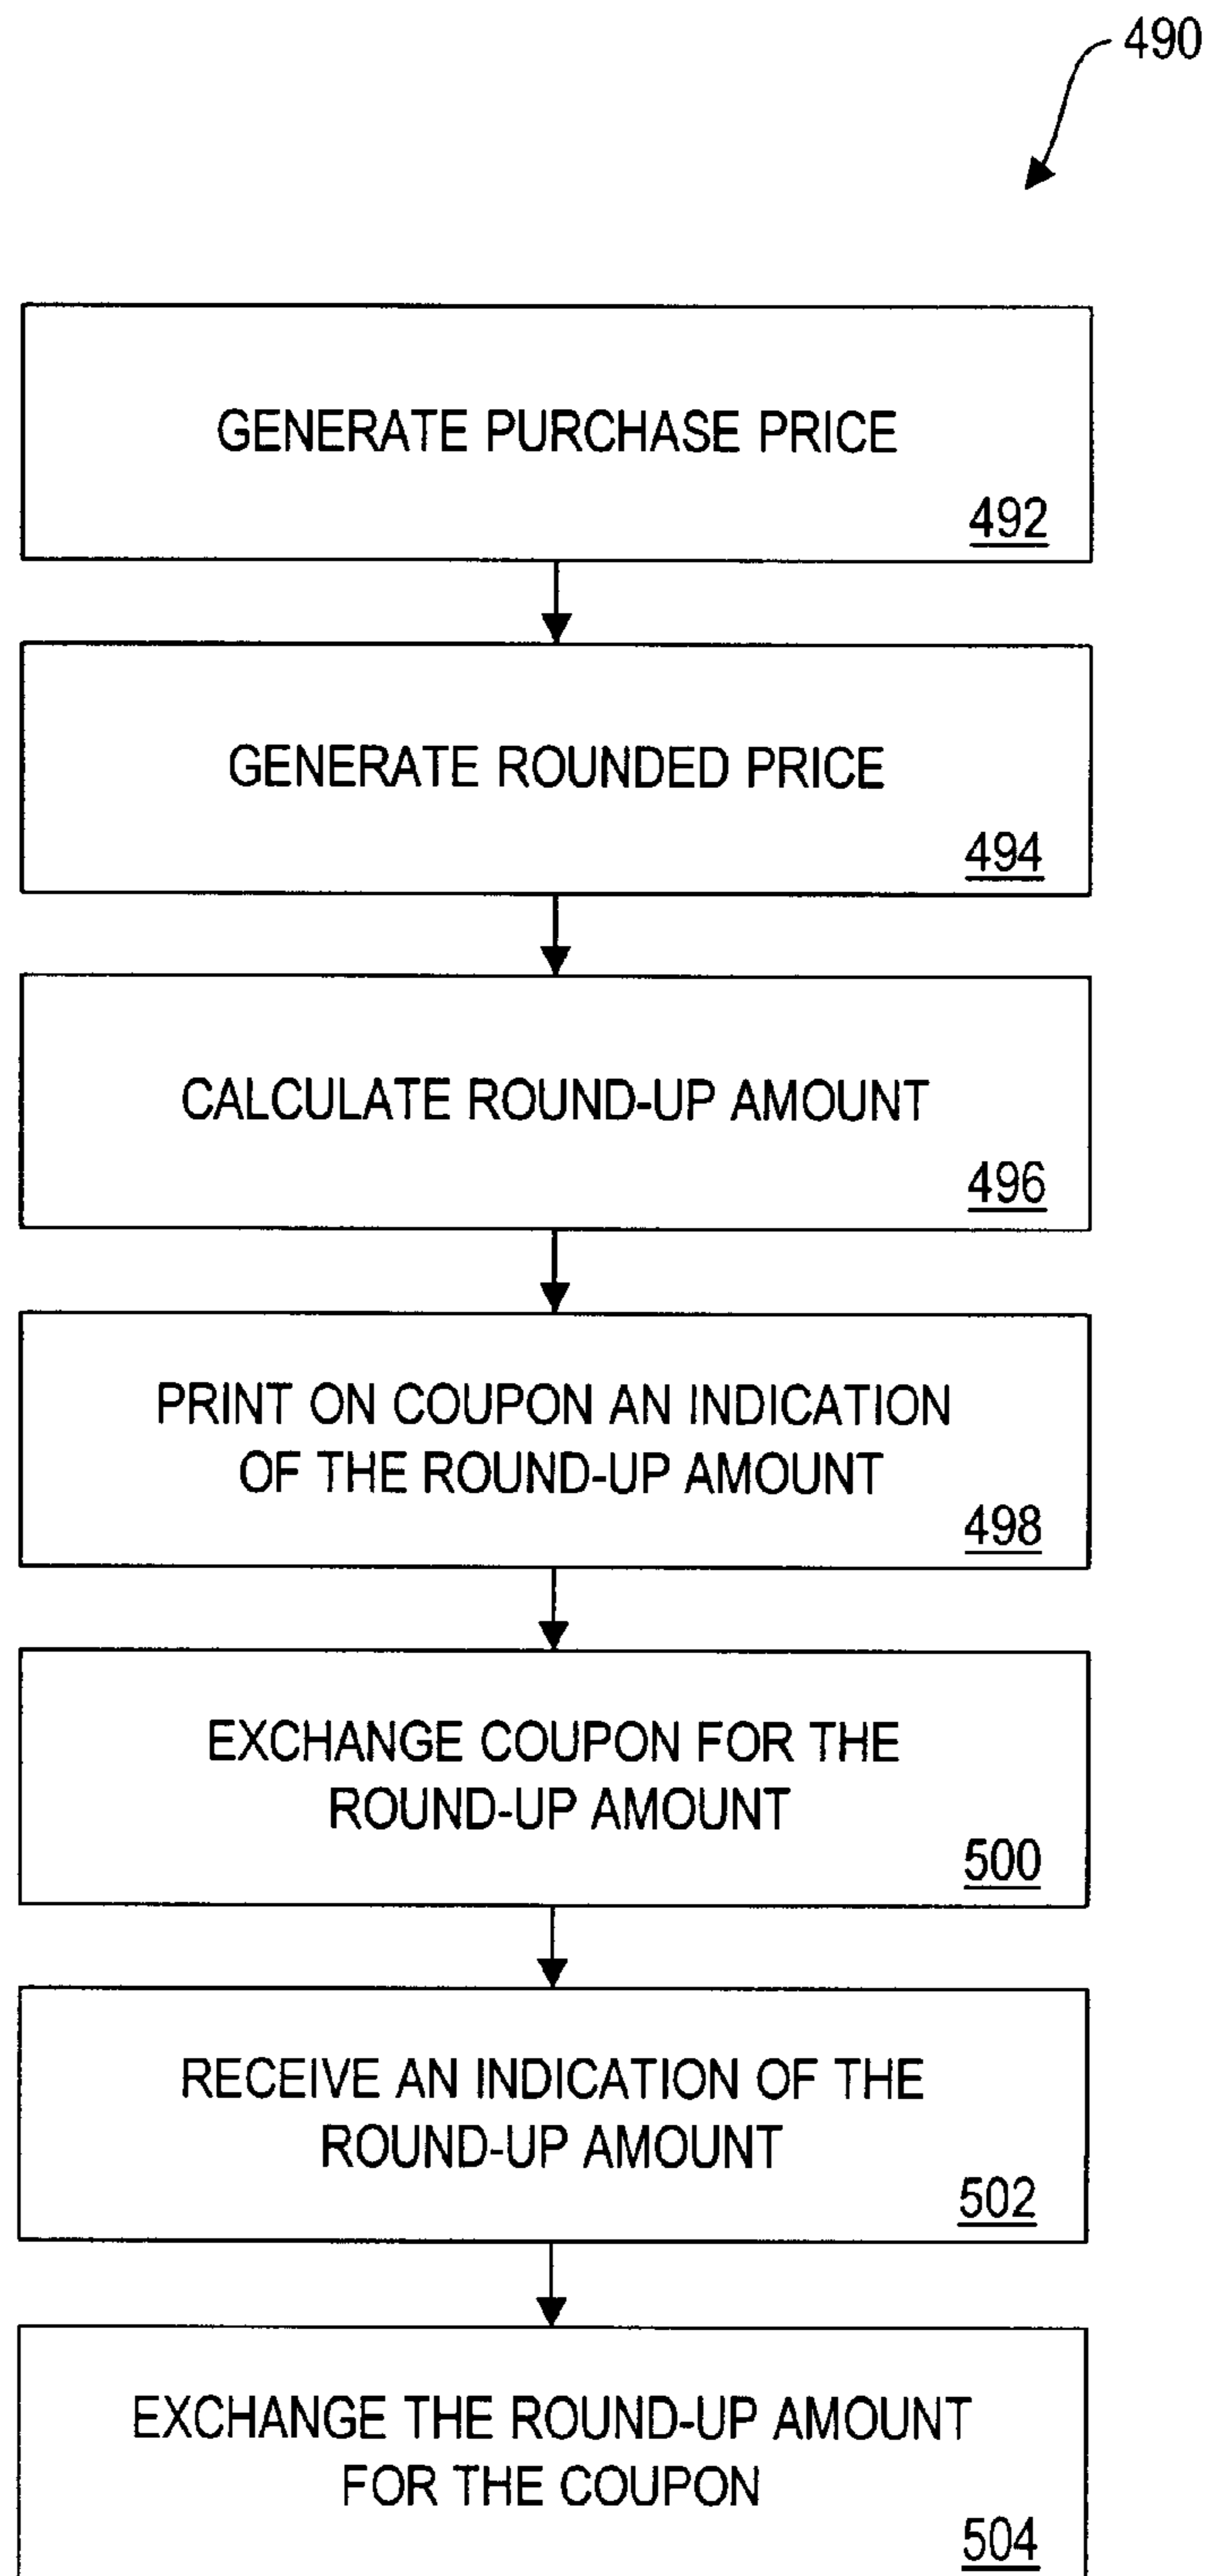 490
GENERATE PURCHASE PRICE
492
GENERATE ROUNDED PRICE
494
CALCULATE ROUND-UP AMOUNT
496
PRINT ON COUPON AN INDICATION
OF THE ROUND-UP AMOUNT
498
EXCHANGE COUPON FOR THE
ROUND-UP AMOUNT
500
RECEIVE AN INDICATION OF THE
ROUND-UP AMOUNT
502
EXCHANGE THE ROUND-UP AMOUNT
FOR THE COUPON
504